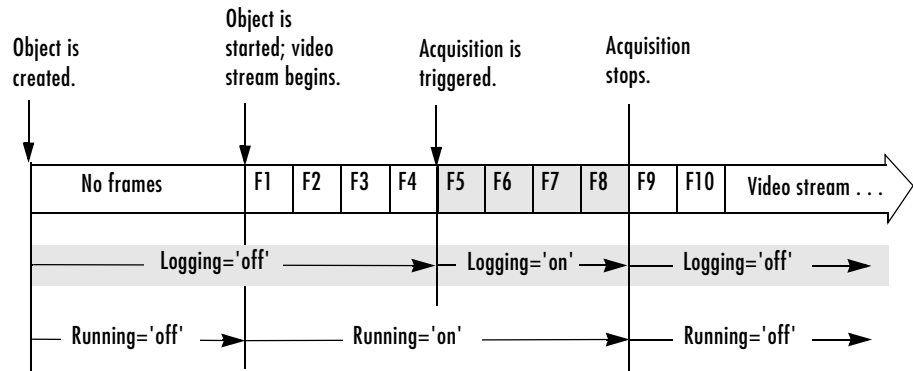 Object is
created.
Object is
started; video
stream begins.
Acquisition is
triggered.
Acquisition
stops.
No frames
F1
F2
F3
F4
F5
F6
F7
F8
F9
F10
Video stream . . .
Logging='off'
Logging='on'
Logging='off'
Running='off'
Running='on'
Running='off'